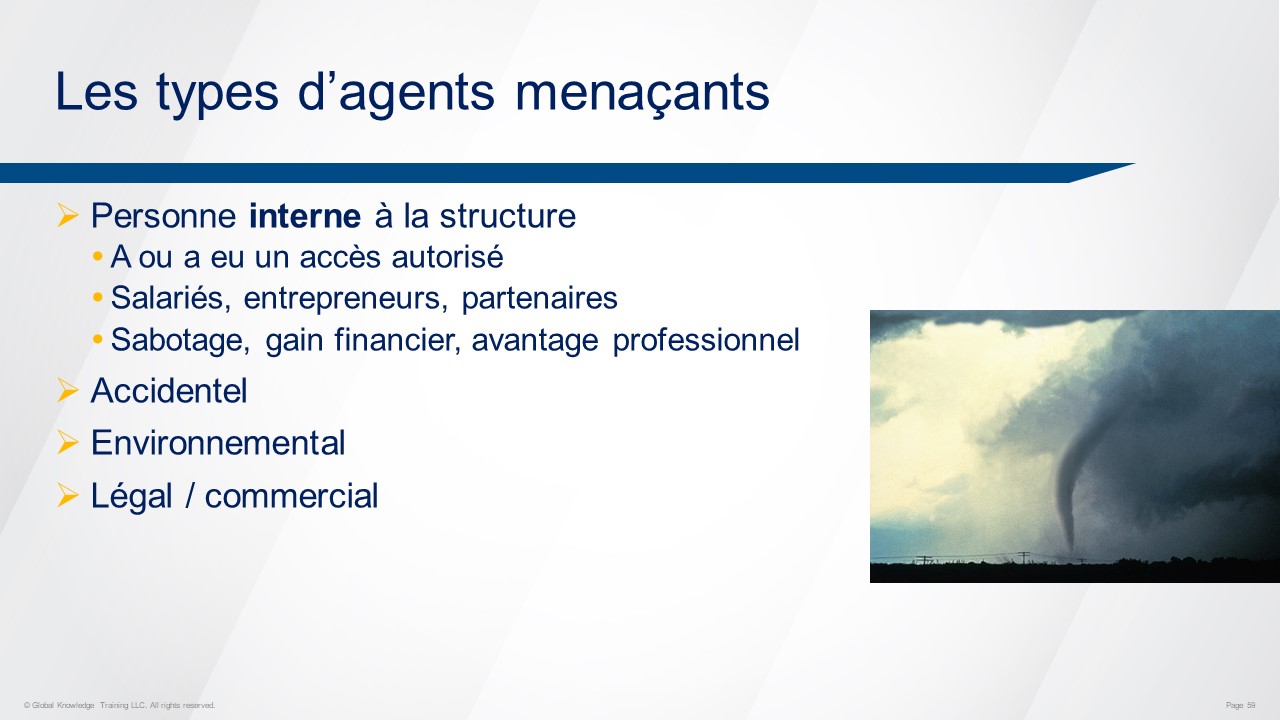 Les types d’agents menaçants
Personne interne à la structure
A ou a eu un accès autorisé
Salariés, entrepreneurs, partenaires
Sabotage, gain financier, avantage professionnel
Accidentel
Environnemental
Légal / commercial
© Global Knowledge Training LLC. All rights reserved.
Page 59